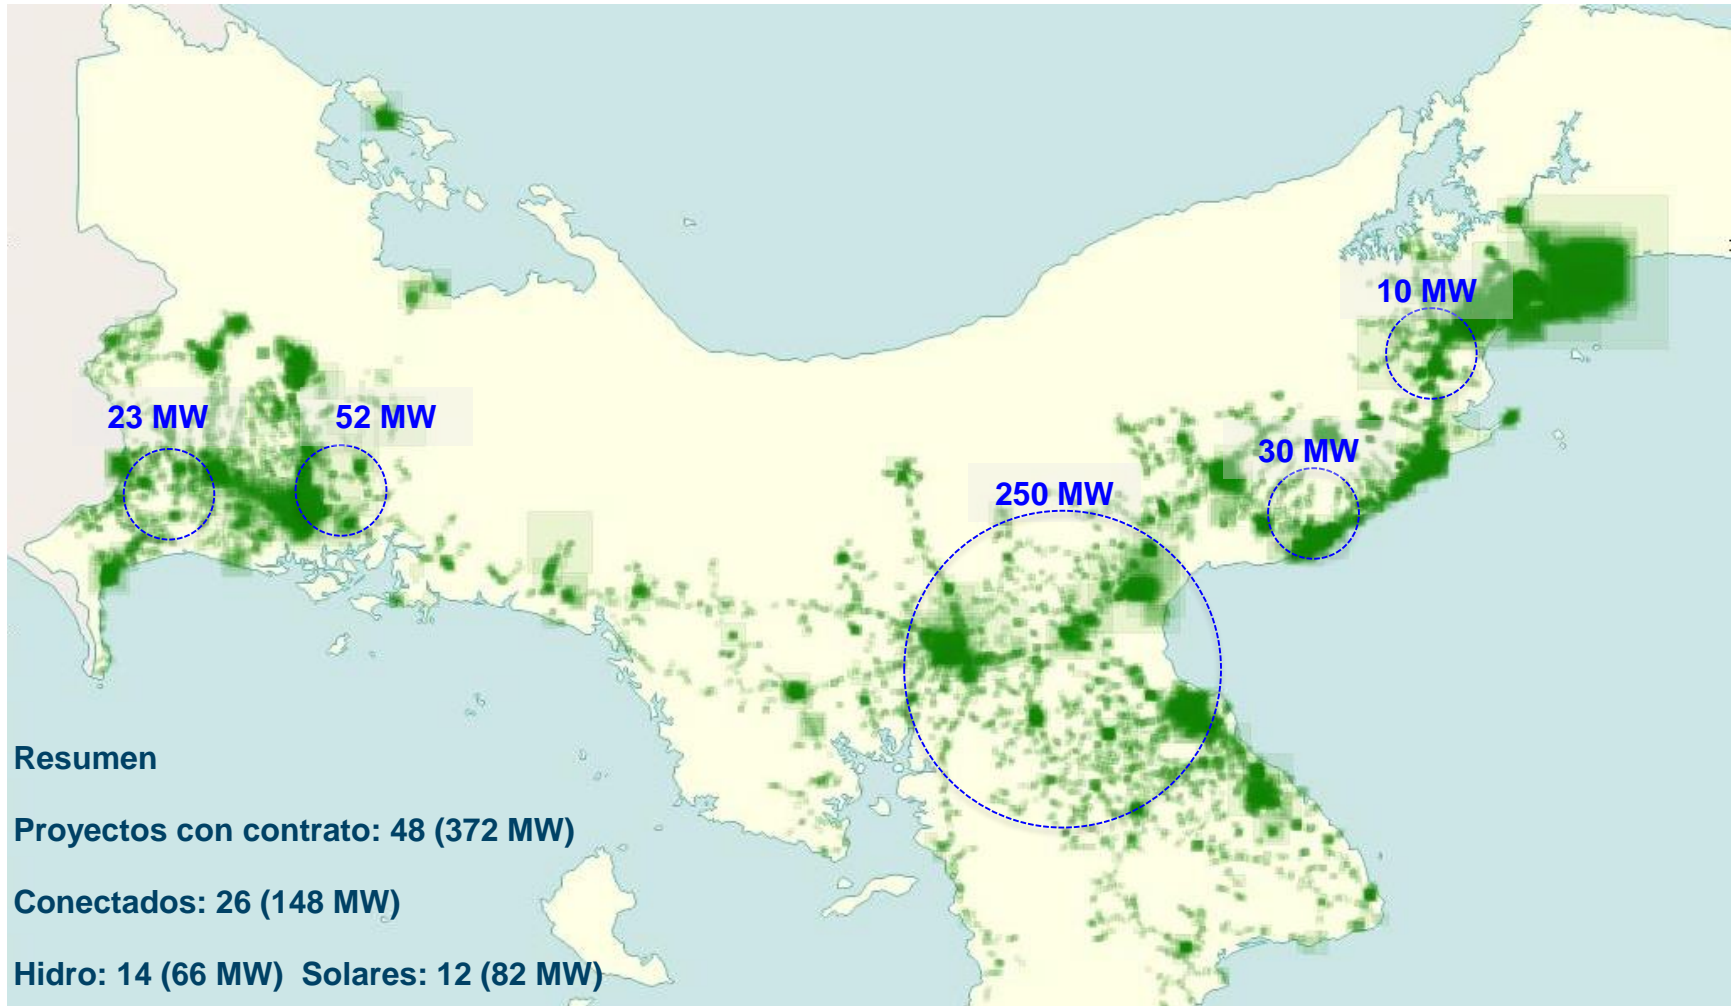 10 MW
23 MW
52 MW
30 MW
250 MW
Resumen
Proyectos con contrato: 48 (372 MW)
Conectados: 26 (148 MW)
Hidro: 14 (66 MW)  Solares: 12 (82 MW)